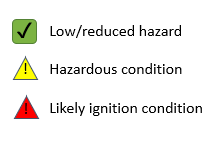 Low/reduced hazard
! Hazardous condition
! Likely ignition condition